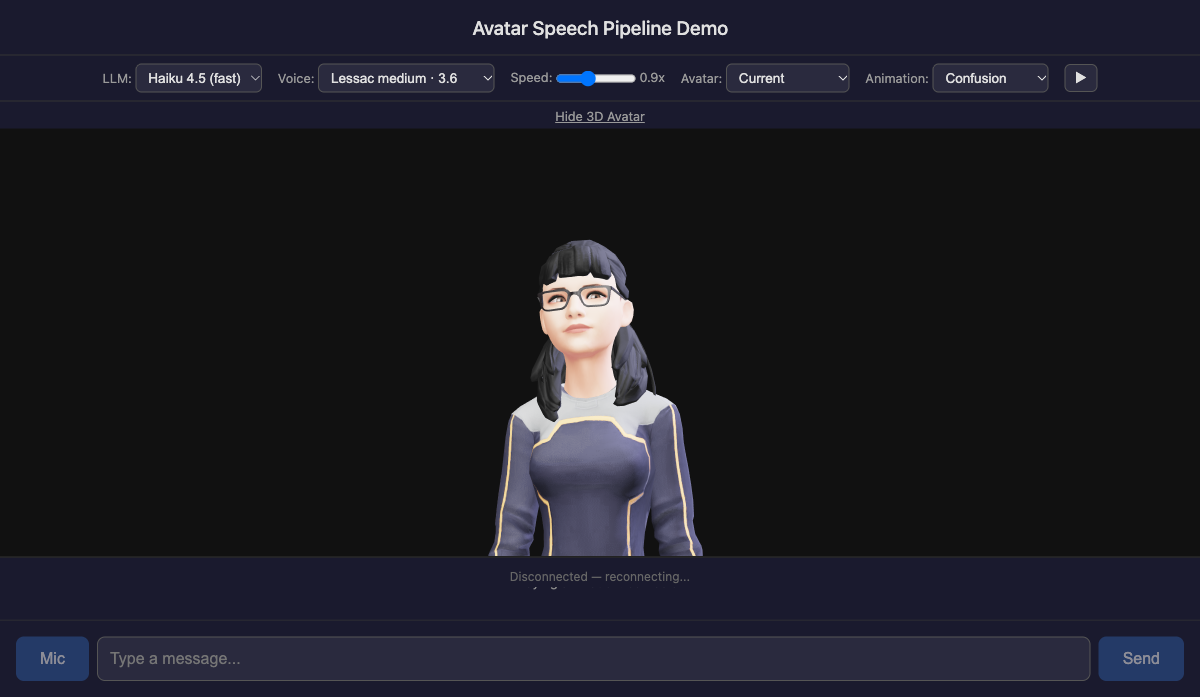 Avatar Speech Pipeline Demo
LLM: Haiku 4.5 (fast) Voice: Lessac medium · 3.6 Speed: 0.9x Avatar: Current Animation: Confusion
Hide 3D Avatar
Disconnected — reconnecting...
Mic Type a message... Send